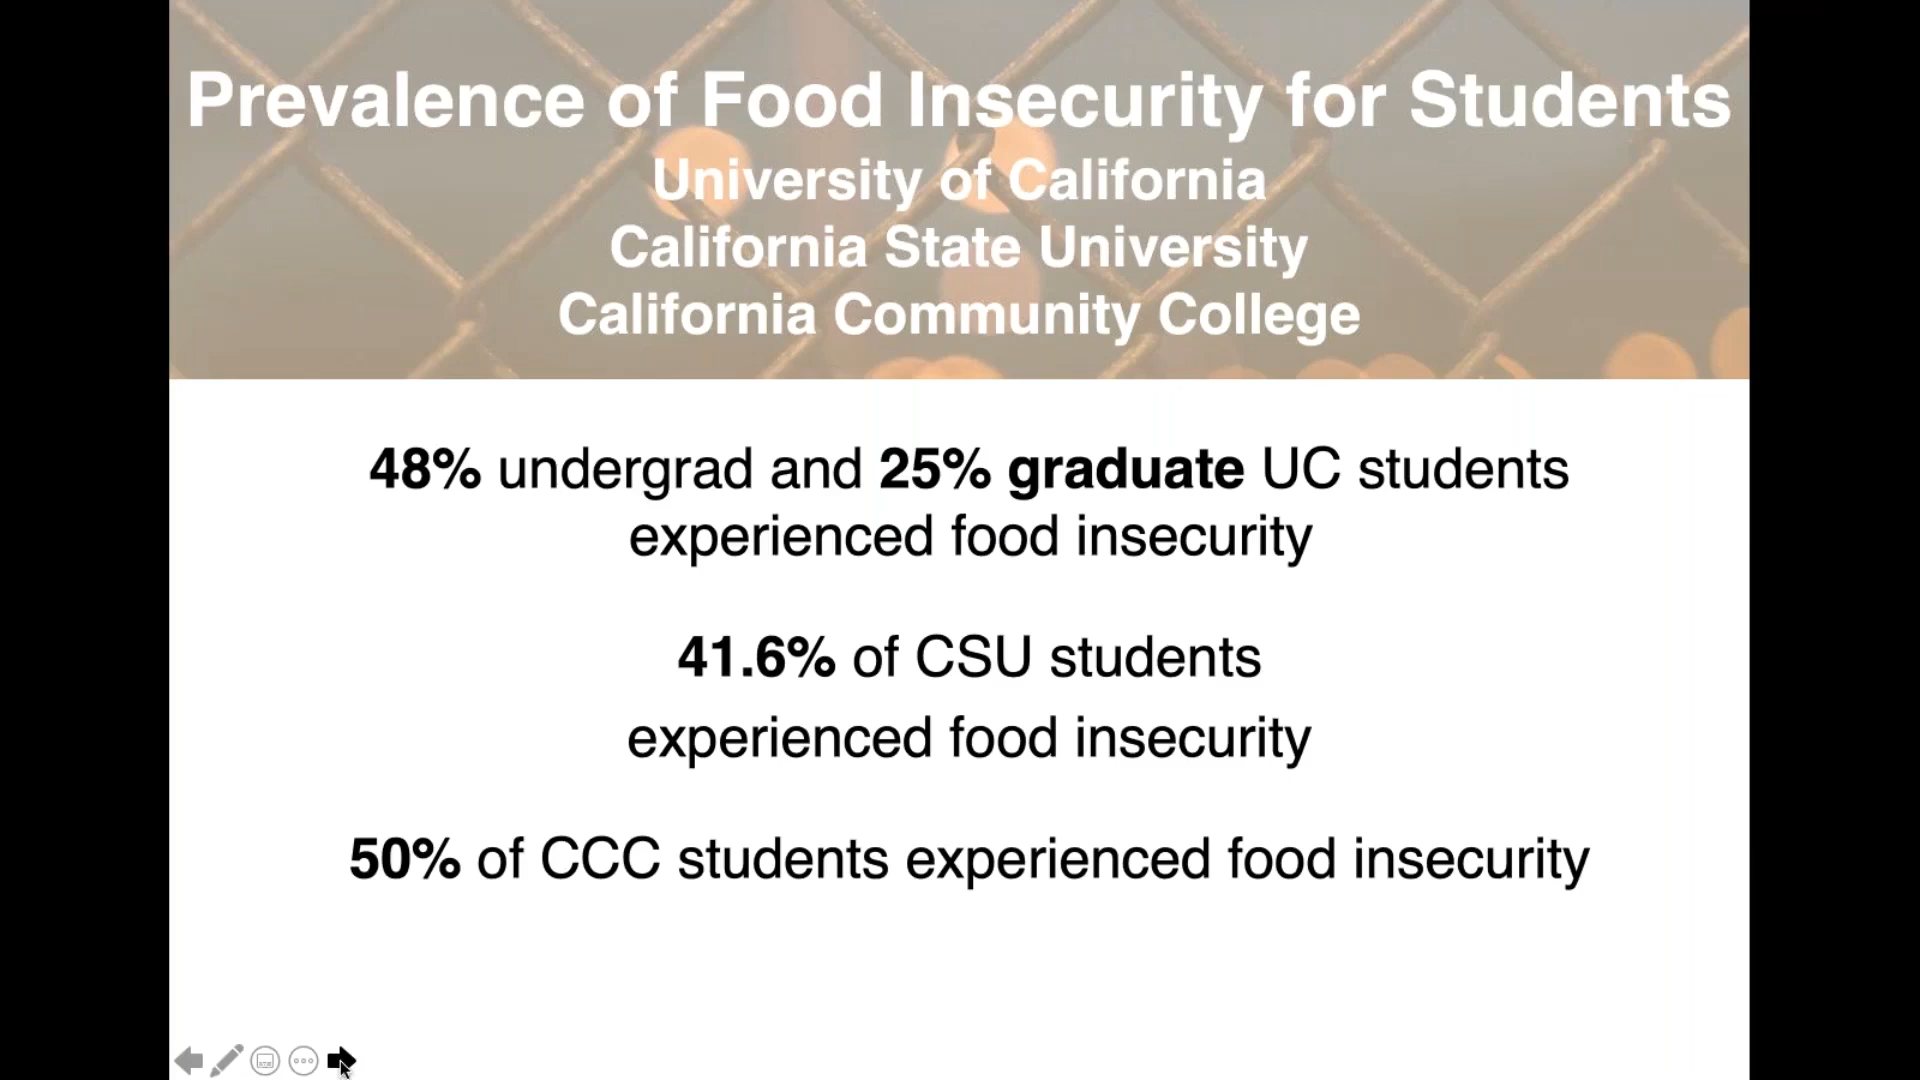 Prevalence of Food Insecurity for Students
University of California
California State University
California Community College
48% undergrad and 25% graduate UC students
experienced food insecurity
41.6% of CSU students
experienced food insecurity
50% of CCC students experienced food insecurity